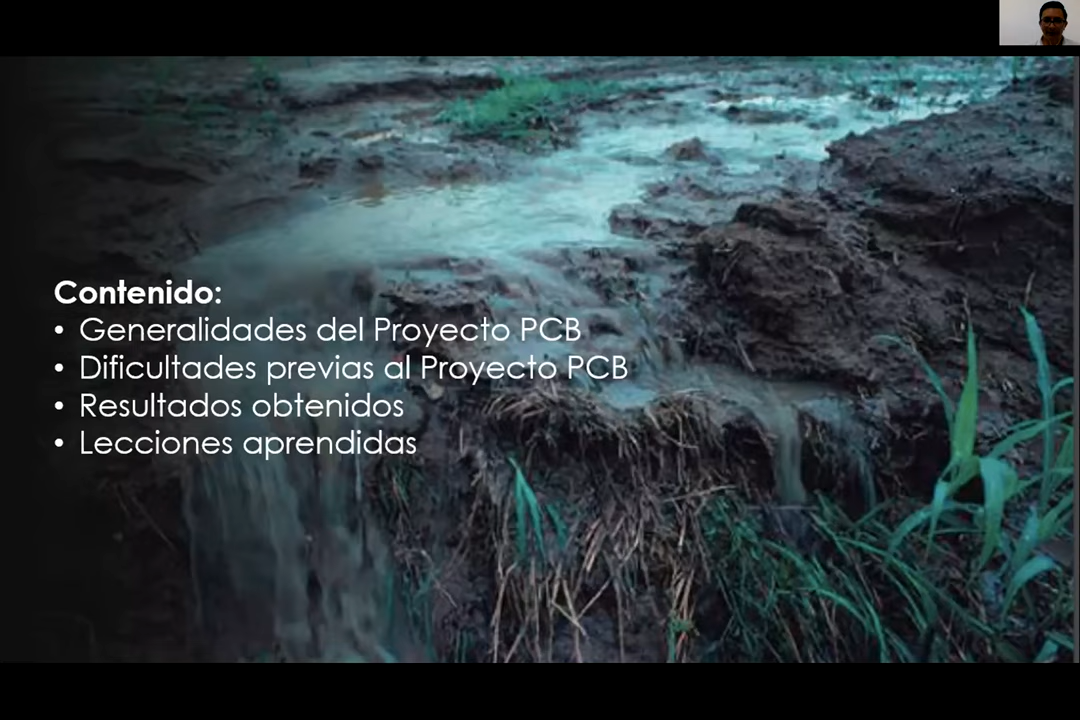 Contenido:
• Generalidades del Proyecto PCB
• Dificultades previas al Proyecto PCB
• Resultados obtenidos
• Lecciones aprendidas